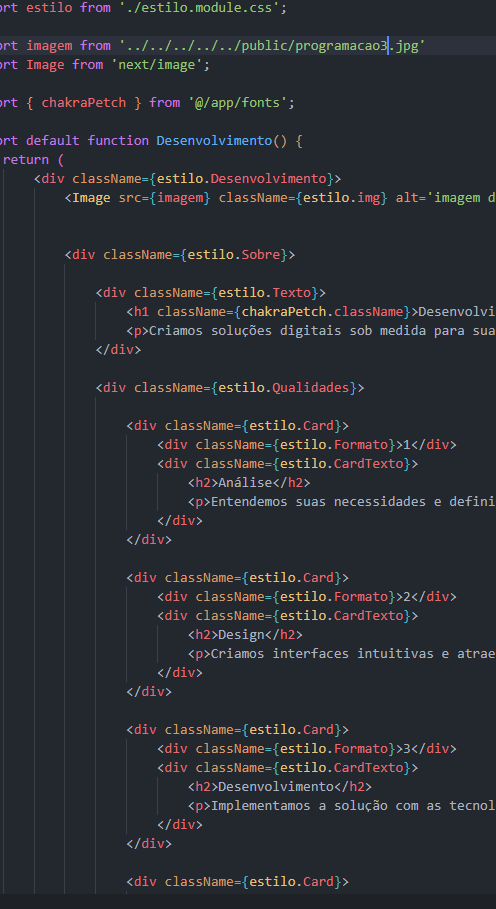 ort estilo from './estilo.module.css';
ort imagem from '../../../../../public/programacao3.jpg'
ort Image from 'next/image';
ort { chakraPetch } from '@/app/fonts';
ort default function Desenvolvimento() {
return (
<div className={estilo.Desenvolvimento}>
<Image src={imagem} className={estilo.img} alt='imagem d
<div className={estilo.Sobre}>
<div className={estilo.Texto}>
<h1 className={chakraPetch.className}>Desenvolvi
<p>Criamos soluções digitais sob medida para sua
</div>
<div className={estilo.Qualidades}>
<div className={estilo.Card}>
<div className={estilo.Formato}>1</div>
<div className={estilo.CardTexto}>
<h2>Análise</h2>
<p>Entendemos suas necessidades e defini
</div>
</div>
<div className={estilo.Card}>
<div className={estilo.Formato}>2</div>
<div className={estilo.CardTexto}>
<h2>Design</h2>
<p>Criamos interfaces intuitivas e atrae
</div>
</div>
<div className={estilo.Card}>
<div className={estilo.Formato}>3</div>
<div className={estilo.CardTexto}>
<h2>Desenvolvimento</h2>
<p>Implementamos a solução com as tecnol
</div>
</div>
<div className={estilo.Card}>